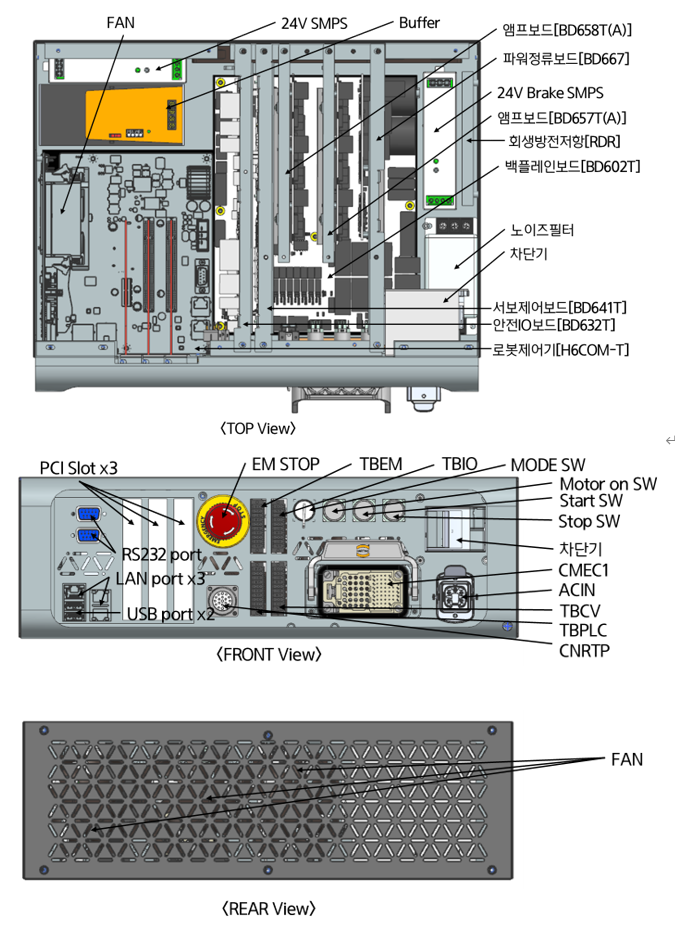 FAN
24V SMPS
Buffer
앰프보드[BD658T(A)]
파워정류보드[BD667]
24V Brake SMPS
앰프보드[BD657T(A)]
회생방전저항[RDR]
백플레인보드[BD602T]
노이즈필터
차단기
서보제어보드[BD641T]
안전IO보드[BD632T]
로봇제어기[H6COM-T]
〈TOP View〉
PCI Slot x3
EM STOP
TBEM
TBIO
MODE SW
Motor on SW
Start SW
Stop SW
RS232 port
차단기
LAN port x3
CMEC1
ACIN
USB port x2
TBCV
TBPLC
CNRTP
〈FRONT View〉
FAN
〈REAR View〉